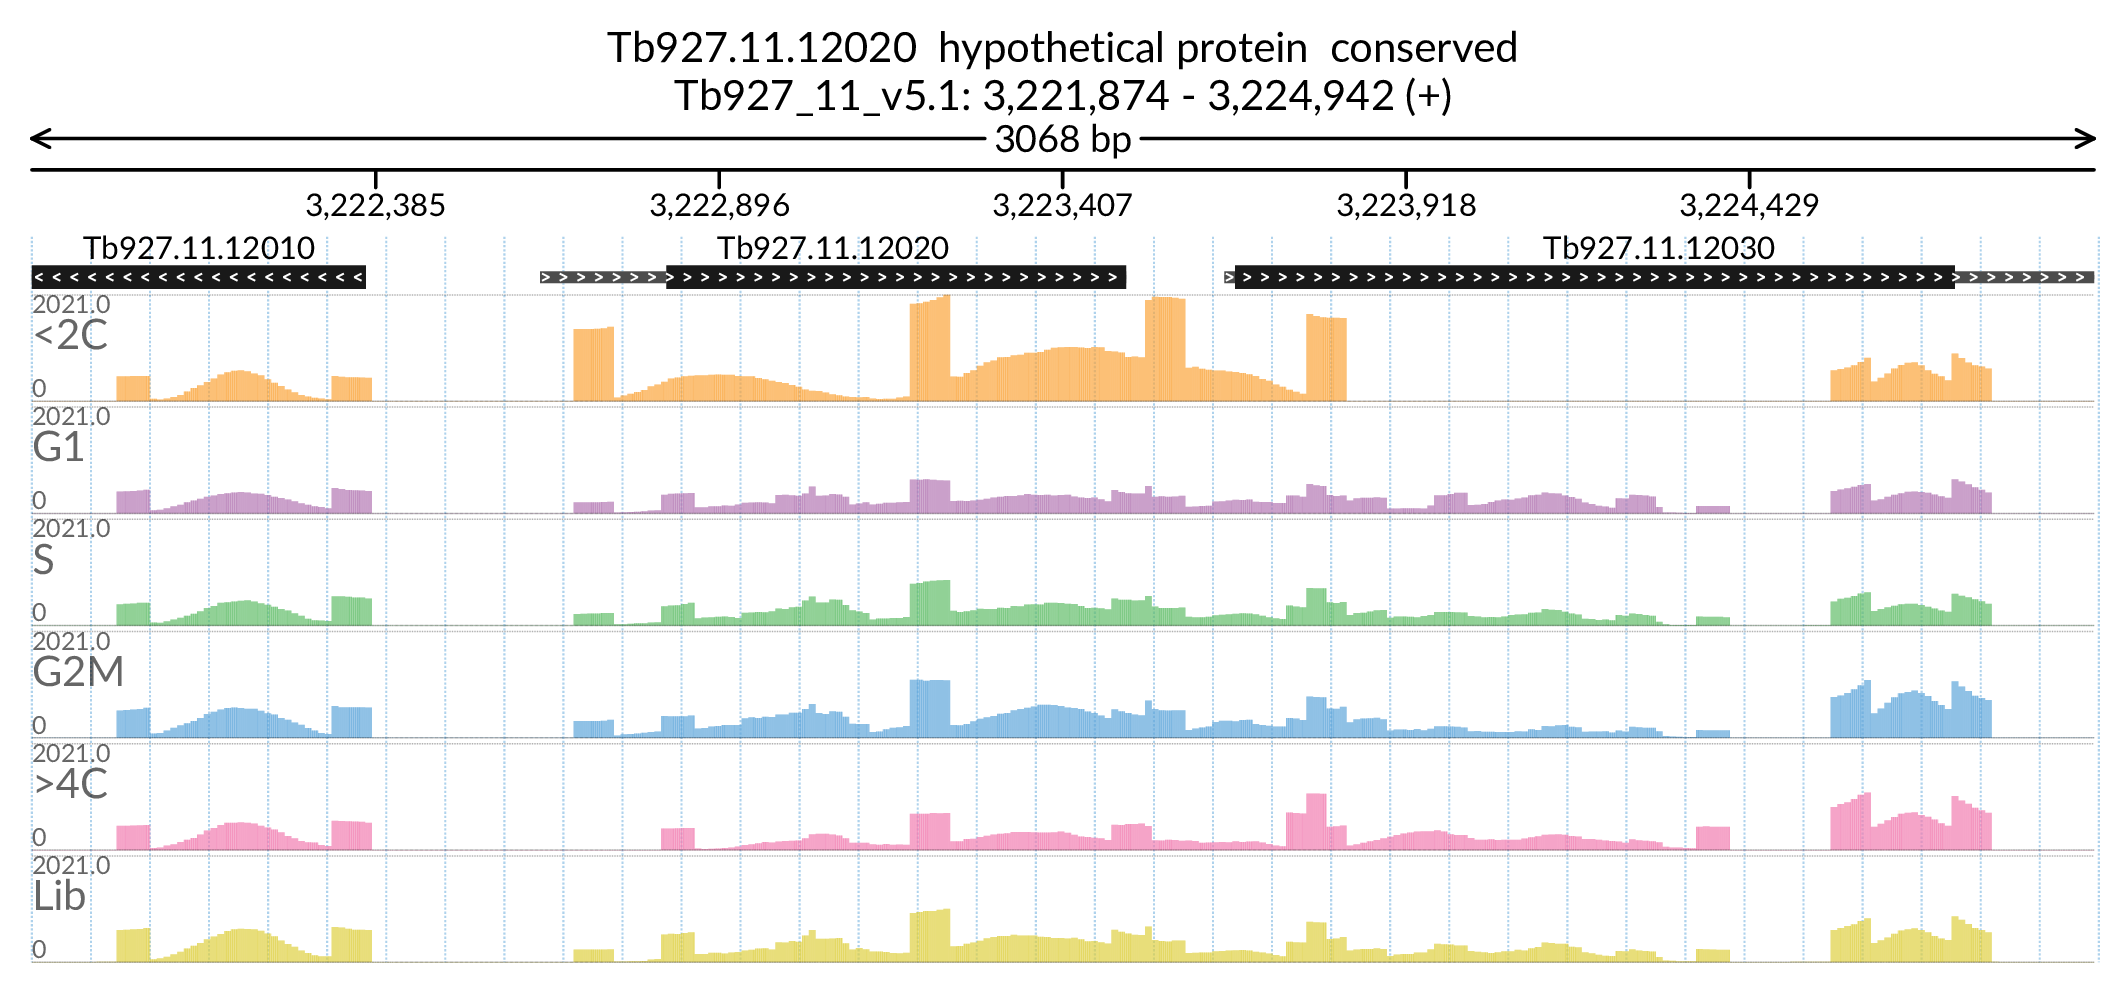 Tb927.11.12020  hypothetical protein  conserved
Tb927_11_v5.1: 3,221,874 - 3,224,942 (+)
3068 bp
3,222,385 3,222,896 3,223,407 3,223,918 3,224,429
Tb927.11.12010 Tb927.11.12020 Tb927.11.12030
2021.0
<2C
0
2021.0
G1
0
2021.0
S
0
2021.0
G2M
0
2021.0
>4C
0
2021.0
Lib
0